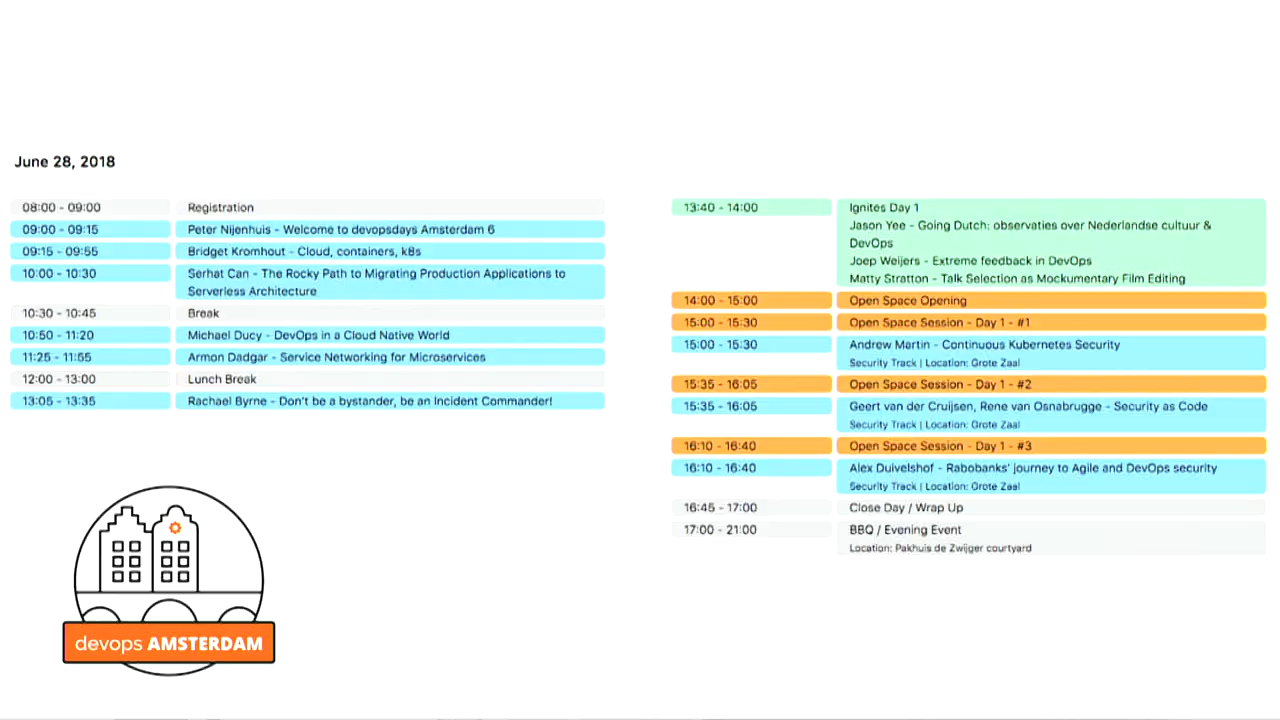 June 28, 2018
08:00 - 09:00 Registration
09:00 - 09:15 Peter Nijenhuis - Welcome to devopsdays Amsterdam 6
09:15 - 09:55 Bridget Kromhout - Cloud, containers, k8s
10:00 - 10:30 Serhat Can - The Rocky Path to Migrating Production Applications to
Serverless Architecture
10:30 - 10:45 Break
10:50 - 11:20 Michael Ducy - DevOps in a Cloud Native World
11:25 - 11:55 Armon Dadgar - Service Networking for Microservices
12:00 - 13:00 Lunch Break
13:05 - 13:35 Rachael Byrne - Don't be a bystander, be an Incident Commander!
13:40 - 14:00 Ignites Day 1
Jason Yee - Going Dutch: observaties over Nederlandse cultuur &
DevOps
Joep Weijers - Extreme feedback in DevOps
Matty Stratton - Talk Selection as Mockumentary Film Editing
14:00 - 15:00 Open Space Opening
15:00 - 15:30 Open Space Session - Day 1 - #1
15:00 - 15:30 Andrew Martin - Continuous Kubernetes Security
Security Track | Location: Grote Zaal
15:35 - 16:05 Open Space Session - Day 1 - #2
15:35 - 16:05 Geert van der Cruijsen, Rene van Osnabrugge - Security as Code
Security Track | Location: Grote Zaal
16:10 - 16:40 Open Space Session - Day 1 - #3
16:10 - 16:40 Alex Duivelshof - Rabobanks' journey to Agile and DevOps security
Security Track | Location: Grote Zaal
16:45 - 17:00 Close Day / Wrap Up
17:00 - 21:00 BBQ / Evening Event
Location: Pakhuis de Zwijger courtyard
devops AMSTERDAM